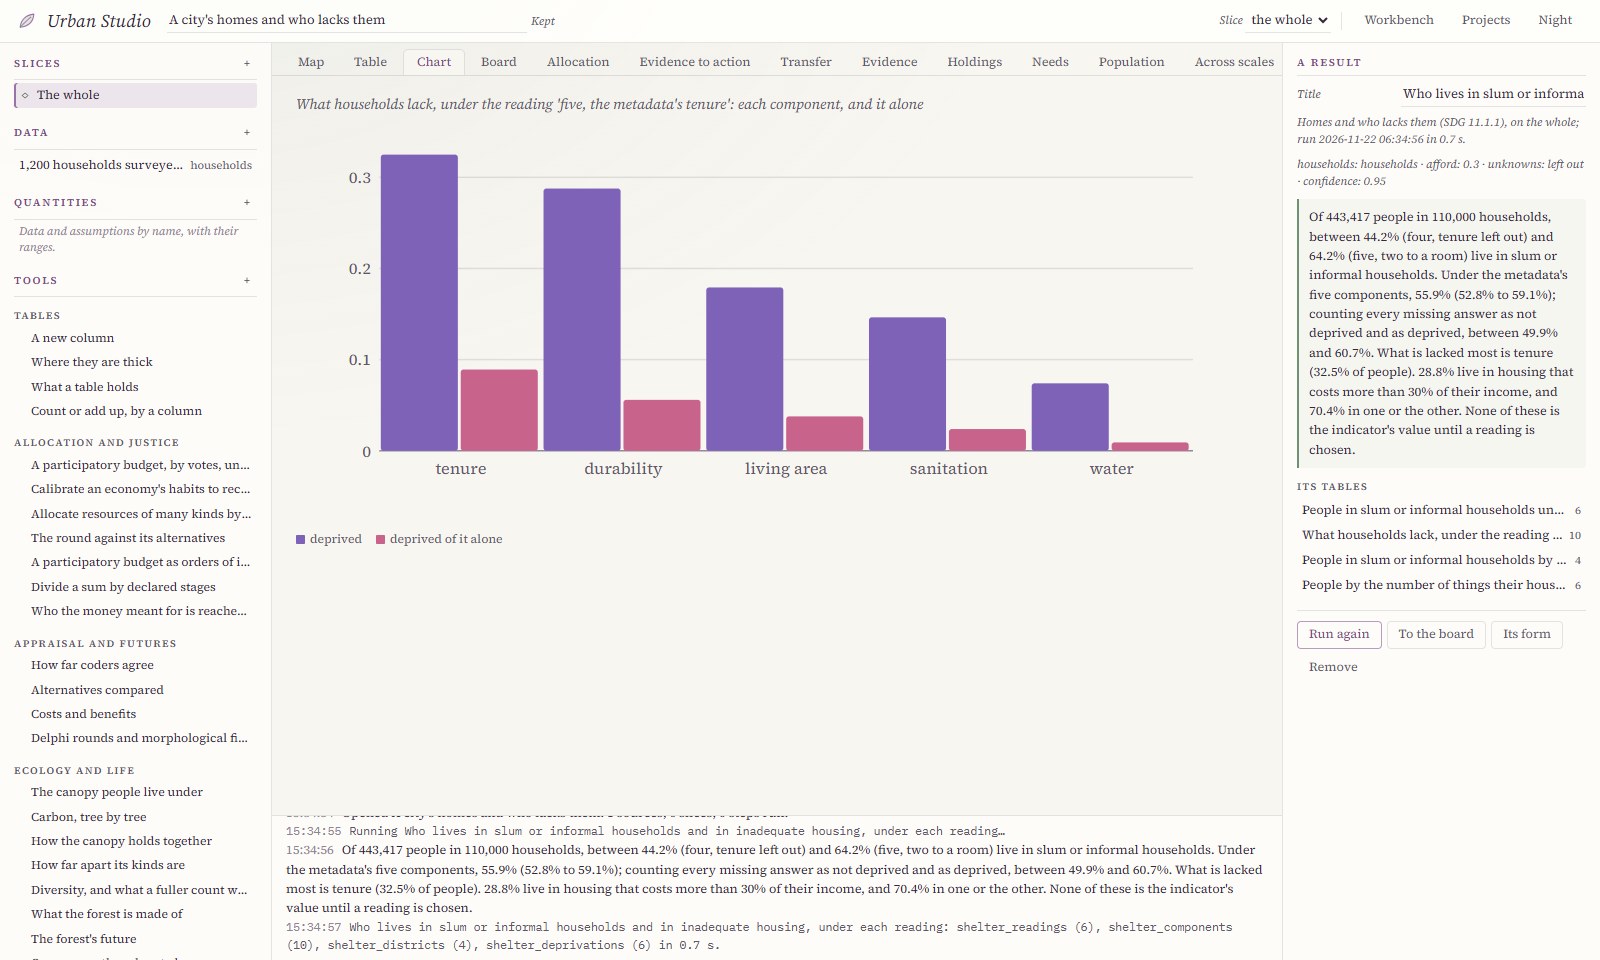 Urban Studio
A city's homes and who lacks them
Kept
Slice the whole
Workbench
Projects
Night
SLICES +
The whole
DATA +
1,200 households surveye... households
QUANTITIES +
Data and assumptions by name, with their
ranges.
TOOLS +
TABLES
A new column
Where they are thick
What a table holds
Count or add up, by a column
ALLOCATION AND JUSTICE
A participatory budget, by votes, un...
Calibrate an economy's habits to rec...
Allocate resources of many kinds by...
The round against its alternatives
A participatory budget as orders of i...
Divide a sum by declared stages
Who the money meant for is reache...
APPRAISAL AND FUTURES
How far coders agree
Alternatives compared
Costs and benefits
Delphi rounds and morphological fi...
ECOLOGY AND LIFE
The canopy people live under
Carbon, tree by tree
How the canopy holds together
How far apart its kinds are
Diversity, and what a fuller count w...
What the forest is made of
The forest's future
Map Table Chart Board Allocation Evidence to action Transfer Evidence Holdings Needs Population Across scales
What households lack, under the reading 'five, the metadata's tenure': each component, and it alone
0.3
0.2
0.1
0
tenure durability living area sanitation water
deprived deprived of it alone
15:34:55 Running Who lives in slum or informal households and in inadequate housing, under each reading…
15:34:56 Of 443,417 people in 110,000 households, between 44.2% (four, tenure left out) and 64.2% (five, two to a room) live in slum or informal households. Under
the metadata's five components, 55.9% (52.8% to 59.1%); counting every missing answer as not deprived and as deprived, between 49.9% and 60.7%. What is lacked
most is tenure (32.5% of people). 28.8% live in housing that costs more than 30% of their income, and 70.4% in one or the other. None of these is the indicator's
value until a reading is chosen.
15:34:57 Who lives in slum or informal households and in inadequate housing, under each reading: shelter_readings (6), shelter_components
(10), shelter_districts (4), shelter_deprivations (6) in 0.7 s.
A RESULT
Title Who lives in slum or informa
Homes and who lacks them (SDG 11.1.1), on the whole;
run 2026-11-22 06:34:56 in 0.7 s.
households: households · afford: 0.3 · unknowns: left out
· confidence: 0.95
Of 443,417 people in 110,000 households,
between 44.2% (four, tenure left out) and
64.2% (five, two to a room) live in slum or
informal households. Under the metadata's
five components, 55.9% (52.8% to 59.1%);
counting every missing answer as not
deprived and as deprived, between 49.9%
and 60.7%. What is lacked most is tenure
(32.5% of people). 28.8% live in housing that
costs more than 30% of their income, and
70.4% in one or the other. None of these is
the indicator's value until a reading is
chosen.
ITS TABLES
People in slum or informal households un... 6
What households lack, under the reading ... 10
People in slum or informal households by ... 4
People by the number of things their hous... 6
Run again
To the board
Its form
Remove